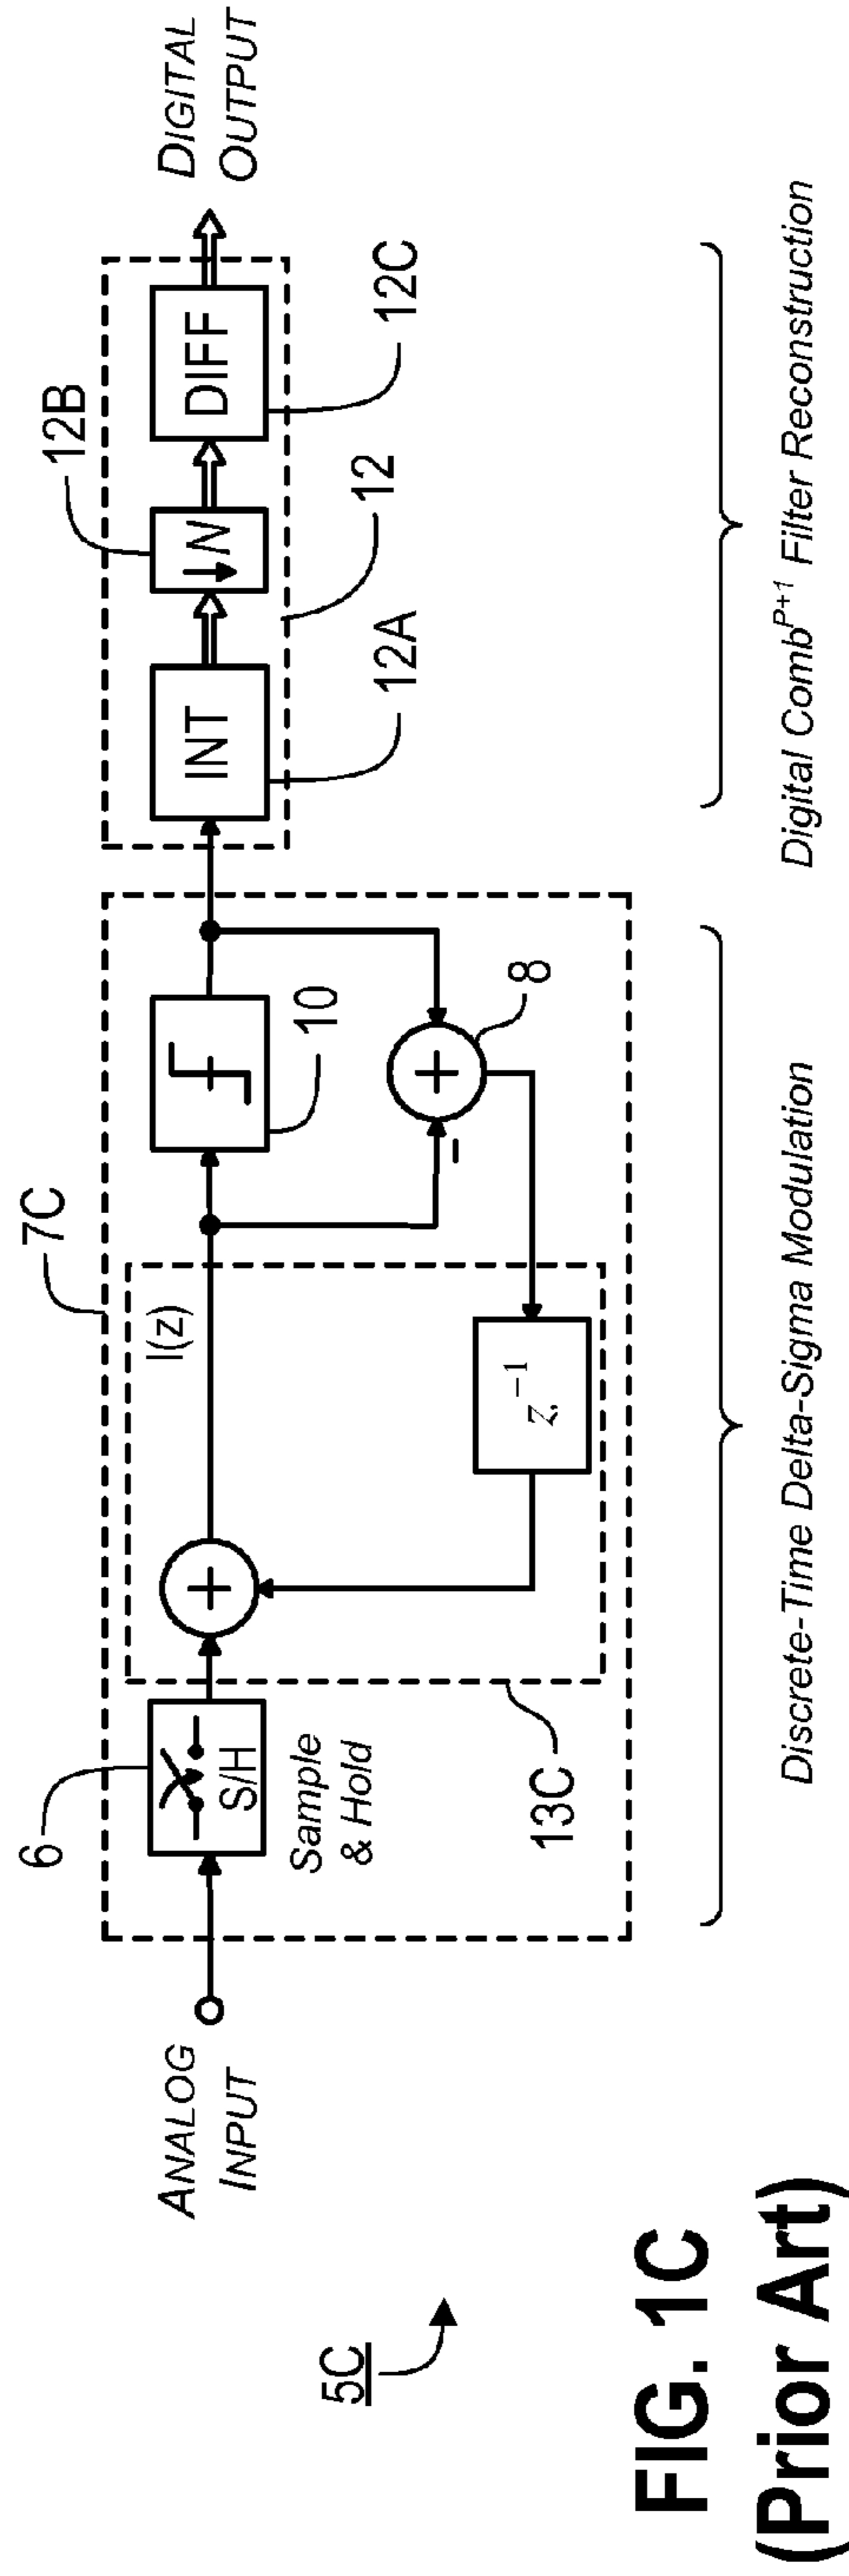 ANALOG
INPUT
6
S/H
Sample
& Hold
7C
13C
I(z)
z⁻¹
10
8
12A
INT
12
12B
↓N
12C
DIFF
DIGITAL
OUTPUT
Discrete-Time Delta-Sigma Modulation
Digital Comb^{P+1} Filter Reconstruction
5C
FIG. 1C
(Prior Art)